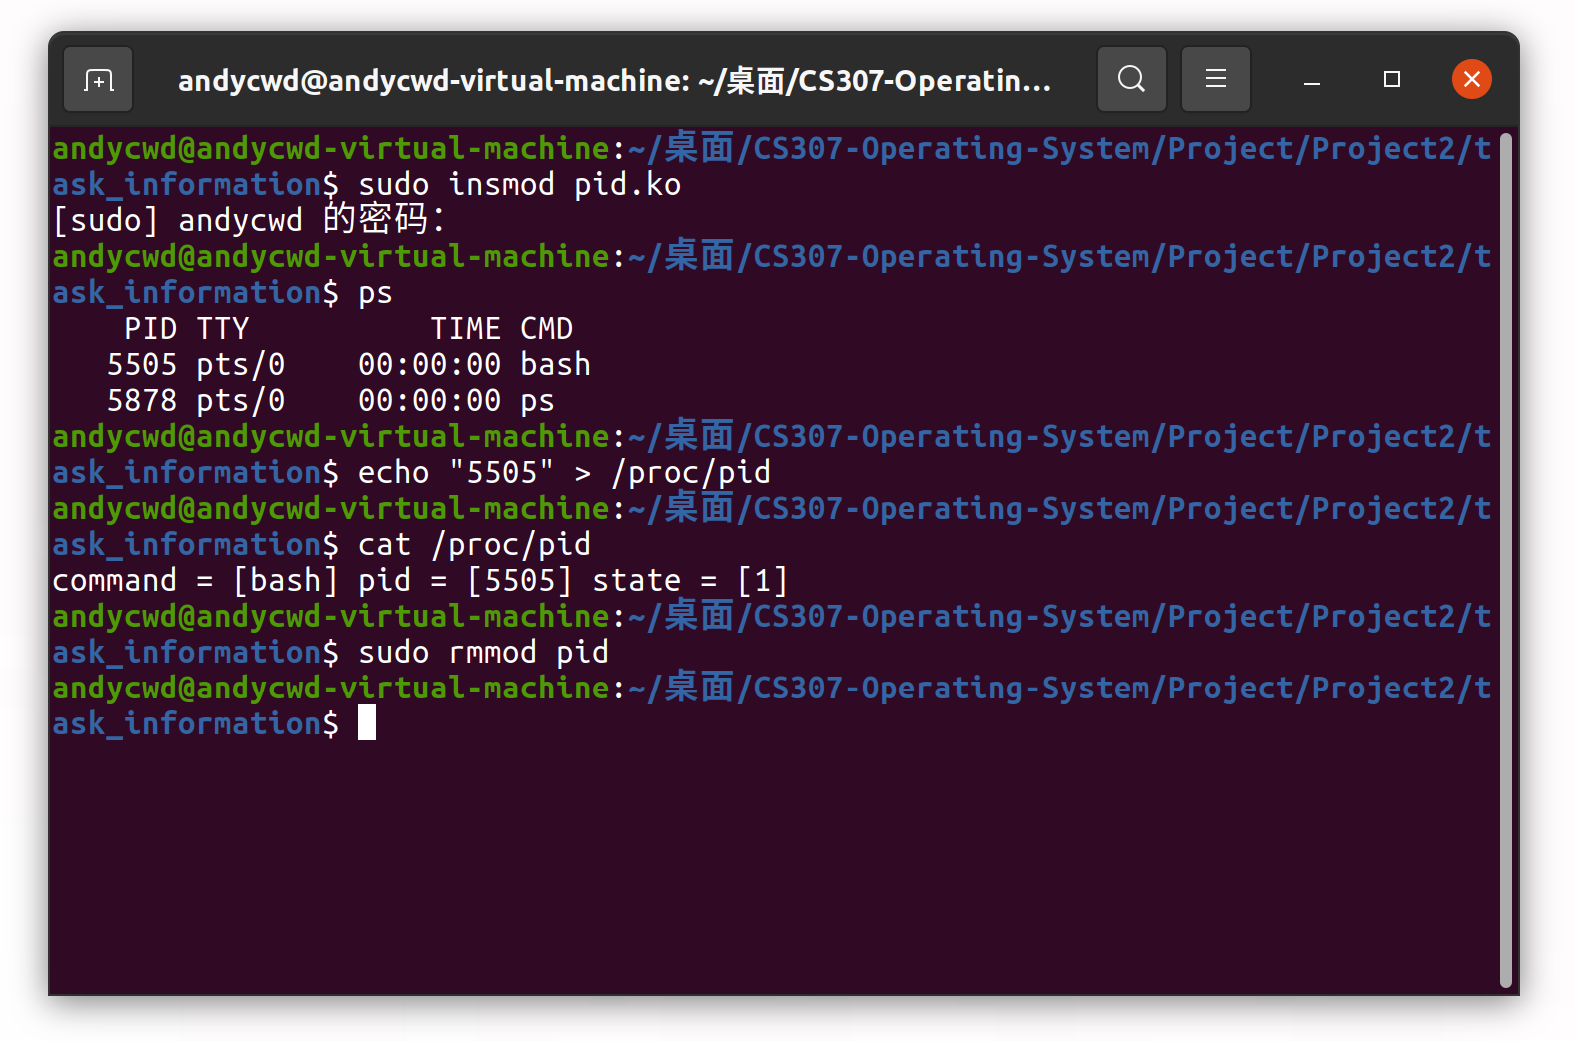 andycwd@andycwd-virtual-machine: ~/桌面/CS307-Operatin...
andycwd@andycwd-virtual-machine:~/桌面/CS307-Operating-System/Project/Project2/t
ask_information$ sudo insmod pid.ko
[sudo] andycwd 的密码：
andycwd@andycwd-virtual-machine:~/桌面/CS307-Operating-System/Project/Project2/t
ask_information$ ps
    PID TTY          TIME CMD
   5505 pts/0    00:00:00 bash
   5878 pts/0    00:00:00 ps
andycwd@andycwd-virtual-machine:~/桌面/CS307-Operating-System/Project/Project2/t
ask_information$ echo "5505" > /proc/pid
andycwd@andycwd-virtual-machine:~/桌面/CS307-Operating-System/Project/Project2/t
ask_information$ cat /proc/pid
command = [bash] pid = [5505] state = [1]
andycwd@andycwd-virtual-machine:~/桌面/CS307-Operating-System/Project/Project2/t
ask_information$ sudo rmmod pid
andycwd@andycwd-virtual-machine:~/桌面/CS307-Operating-System/Project/Project2/t
ask_information$